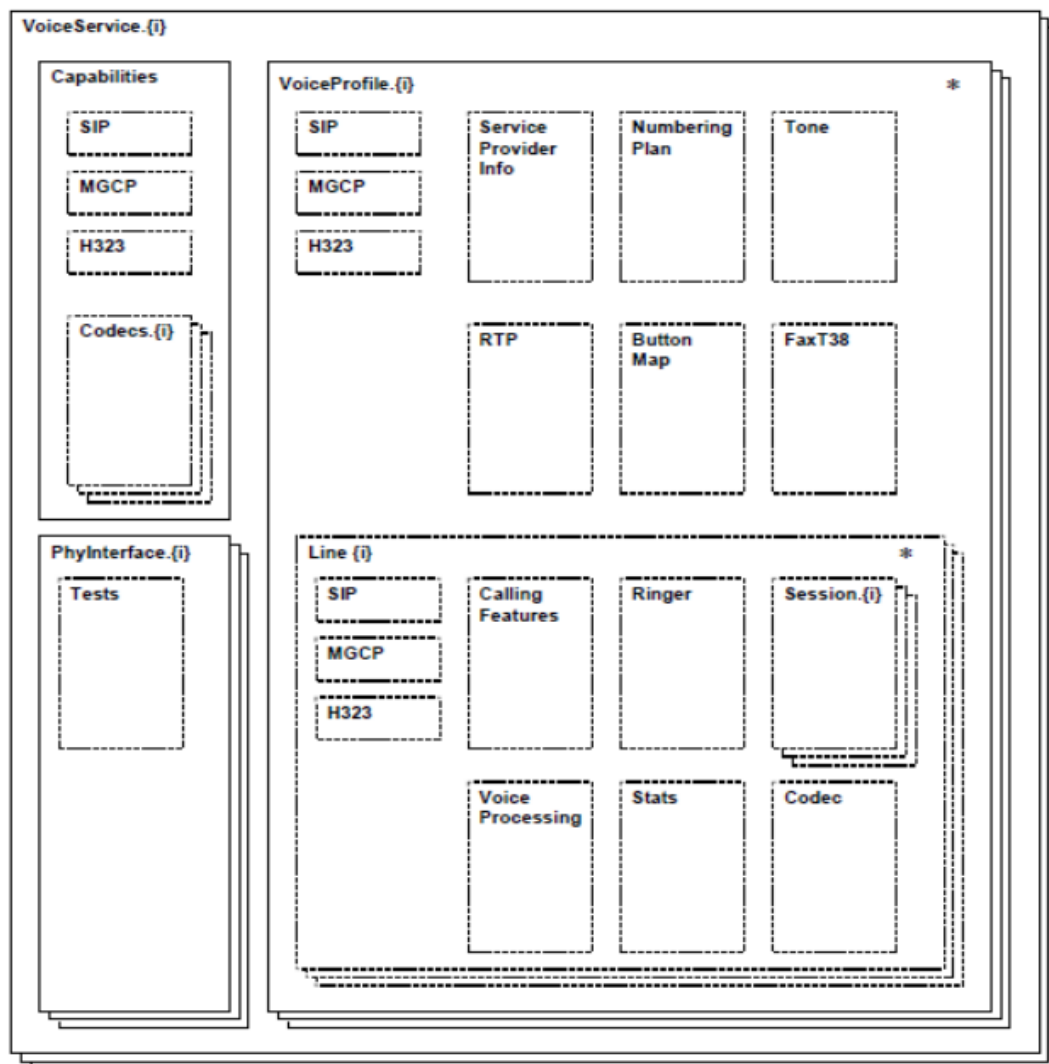 VoiceService.{i}
Capabilities
SIP
MGCP
H323
Codecs.{i}
VoiceProfile.{i}
*
SIP
MGCP
H323
Service
Provider
Info
Numbering
Plan
Tone
RTP
Button
Map
FaxT38
PhyInterface.{i}
Tests
Line {i}
*
SIP
MGCP
H323
Calling
Features
Ringer
Session.{i}
Voice
Processing
Stats
Codec